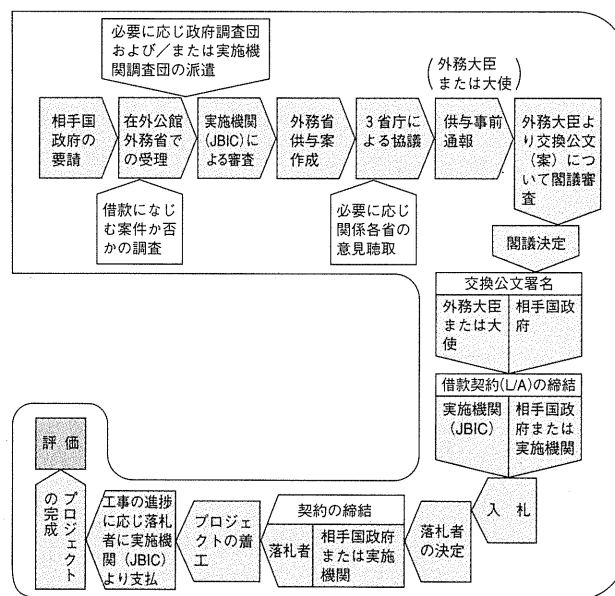 必要に応じ政府調査団
および／または実施機
関調査団の派遣
相手国
政府の
要請
在外公館
外務省で
の受理
実施機関
(JBIC)に
よる審査
外務省
供与案
作成
3省庁に
よる協議
(外務大臣
または大使)
供与事前
通報
外務大臣よ
り交換公文
(案)につ
いて閣議審
査
借款になじ
む案件か否
かの調査
必要に応じ
関係各省の
意見聴取
閣議決定
交換公文署名
外務大臣
または大
使
相手国政
府
借款契約(L/A)の締結
実施機関
(JBIC)
相手国政
府または
実施機関
入札
落札者
の決定
契約の締結
落札者
相手国政府
または実施
機関
プロジェ
クトの着
工
工事の進捗
に応じ落札
者に実施機
関(JBIC)
より支払
プロジェクト
の完成
評価